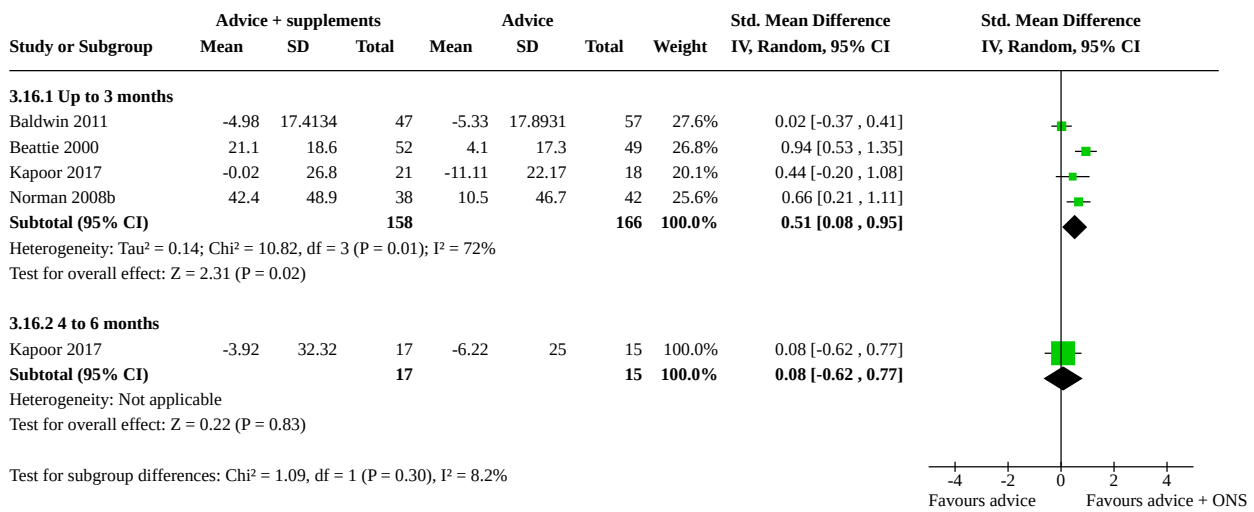 Advice + supplements Advice Std. Mean Difference Std. Mean Difference
Study or Subgroup Mean SD Total Mean SD Total Weight IV, Random, 95% CI IV, Random, 95% CI
3.16.1 Up to 3 months
Baldwin 2011 -4.98 17.4134 47 -5.33 17.8931 57 27.6% 0.02 [-0.37 , 0.41]
Beattie 2000 21.1 18.6 52 4.1 17.3 49 26.8% 0.94 [0.53 , 1.35]
Kapoor 2017 -0.02 26.8 21 -11.11 22.17 18 20.1% 0.44 [-0.20 , 1.08]
Norman 2008b 42.4 48.9 38 10.5 46.7 42 25.6% 0.66 [0.21 , 1.11]
Subtotal (95% CI) 158 166 100.0% 0.51 [0.08 , 0.95]
Heterogeneity: Tau² = 0.14; Chi² = 10.82, df = 3 (P = 0.01); I² = 72%
Test for overall effect: Z = 2.31 (P = 0.02)
3.16.2 4 to 6 months
Kapoor 2017 -3.92 32.32 17 -6.22 25 15 100.0% 0.08 [-0.62 , 0.77]
Subtotal (95% CI) 17 15 100.0% 0.08 [-0.62 , 0.77]
Heterogeneity: Not applicable
Test for overall effect: Z = 0.22 (P = 0.83)
Test for subgroup differences: Chi² = 1.09, df = 1 (P = 0.30), I² = 8.2%
-4 -2 0 2 4
Favours advice Favours advice + ONS